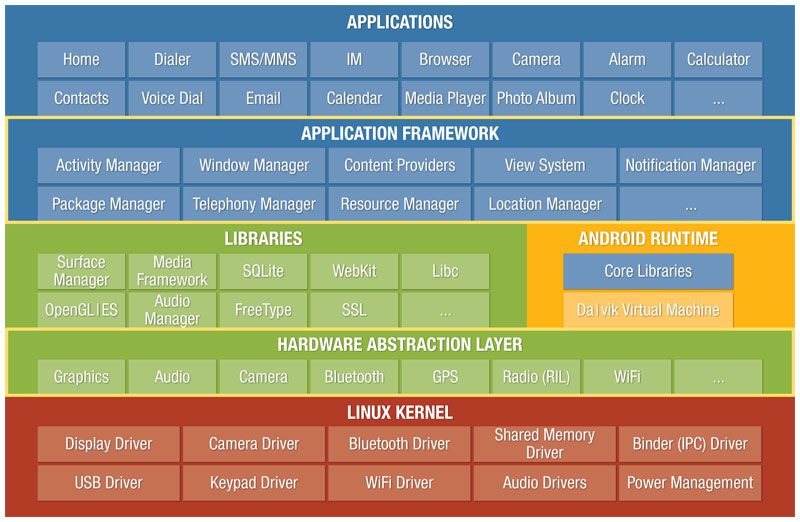 APPLICATIONS
Home Dialer SMS/MMS IM Browser Camera Alarm Calculator
Contacts Voice Dial Email Calendar Media Player Photo Album Clock ...
APPLICATION FRAMEWORK
Activity Manager Window Manager Content Providers View System Notification Manager
Package Manager Telephony Manager Resource Manager Location Manager ...
LIBRARIES
Surface Manager Media Framework SQLite WebKit Libc
OpenGL|ES Audio Manager FreeType SSL ...
ANDROID RUNTIME
Core Libraries
Da|vik Virtual Machine
HARDWARE ABSTRACTION LAYER
Graphics Audio Camera Bluetooth GPS Radio (RIL) WiFi ...
LINUX KERNEL
Display Driver Camera Driver Bluetooth Driver Shared Memory Driver Binder (IPC) Driver
USB Driver Keypad Driver WiFi Driver Audio Drivers Power Management